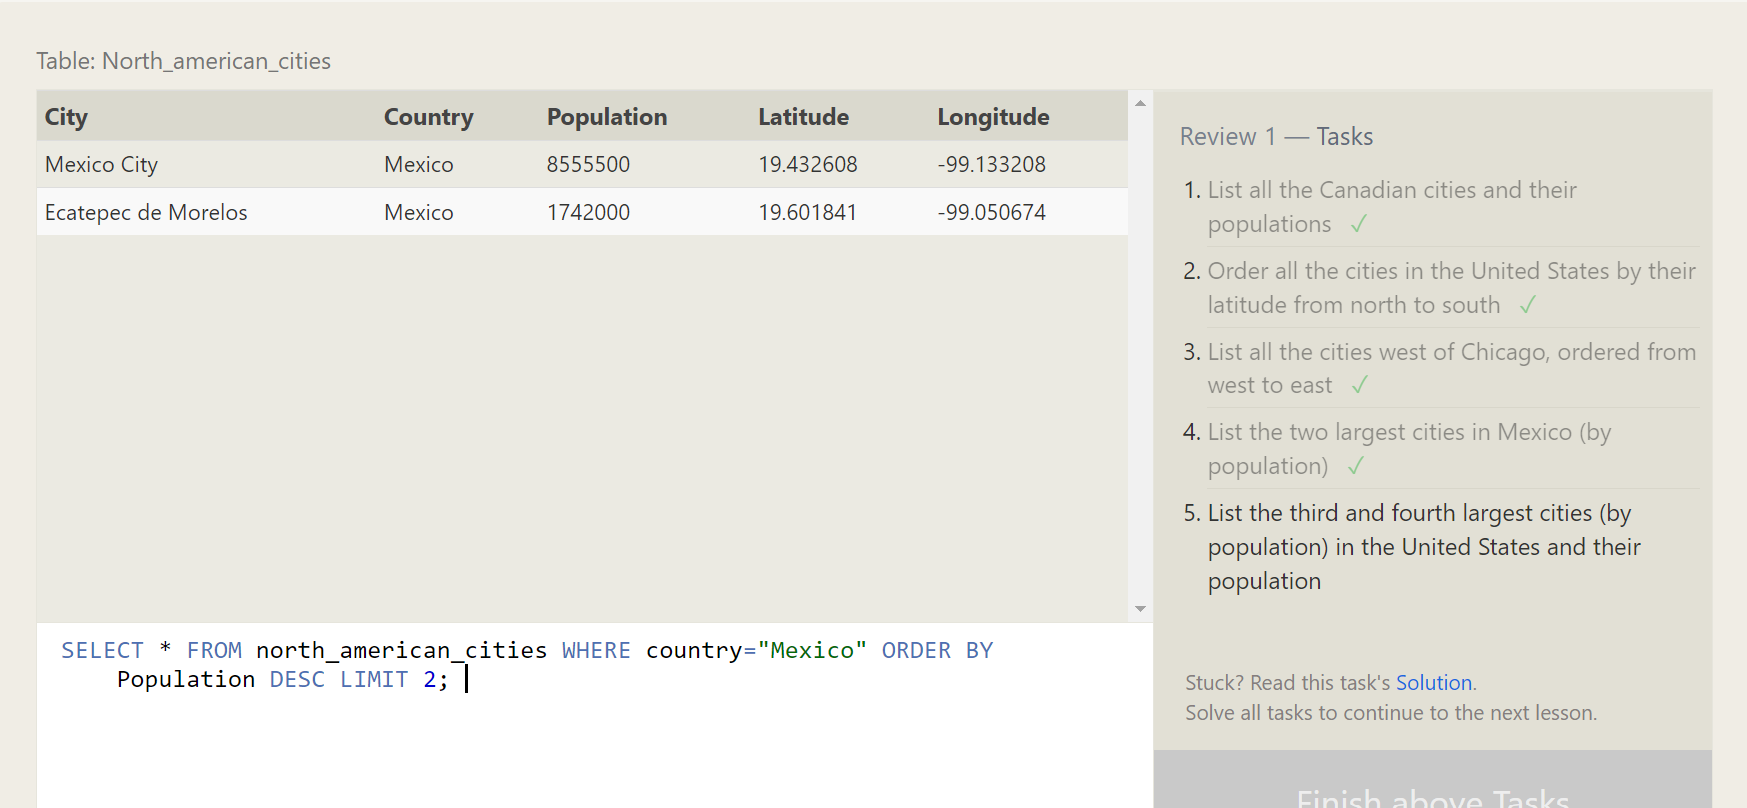 Table: North_american_cities
City Country Population Latitude Longitude
Mexico City Mexico 8555500 19.432608 -99.133208
Ecatepec de Morelos Mexico 1742000 19.601841 -99.050674
SELECT * FROM north_american_cities WHERE country="Mexico" ORDER BY
Population DESC LIMIT 2;
Review 1 — Tasks
1. List all the Canadian cities and their
populations ✓
2. Order all the cities in the United States by their
latitude from north to south ✓
3. List all the cities west of Chicago, ordered from
west to east ✓
4. List the two largest cities in Mexico (by
population) ✓
5. List the third and fourth largest cities (by
population) in the United States and their
population
Stuck? Read this task's Solution.
Solve all tasks to continue to the next lesson.
Finish above Tasks